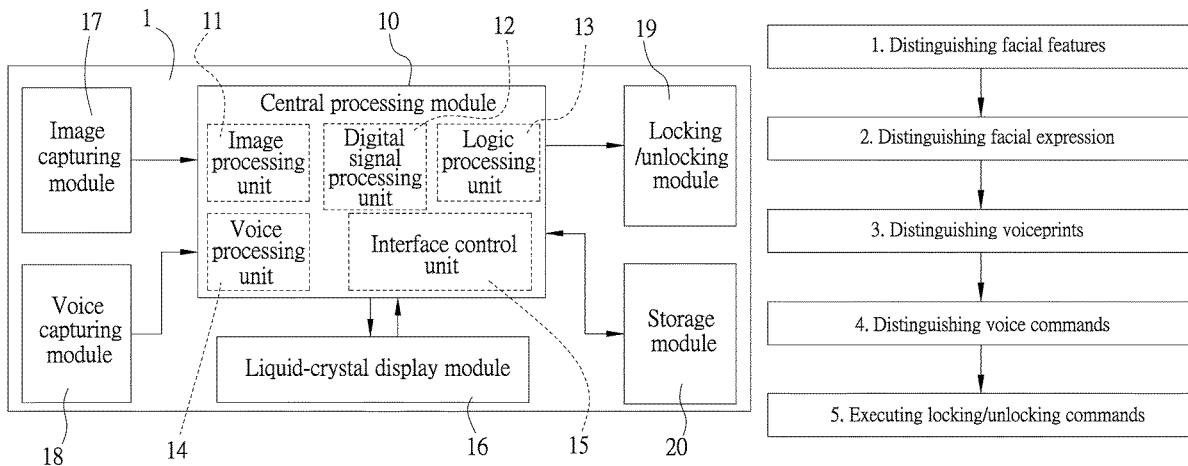 17
1
11
10
12
13
19
Image
capturing
module
Central processing module
Image
processing
unit
Digital
signal
processing
unit
Logic
processing
unit
Locking
/unlocking
module
Voice
capturing
module
Voice
processing
unit
Interface control
unit
Storage
module
Liquid-crystal display module
18
14
16
15
20
1. Distinguishing facial features
2. Distinguishing facial expression
3. Distinguishing voiceprints
4. Distinguishing voice commands
5. Executing locking/unlocking commands